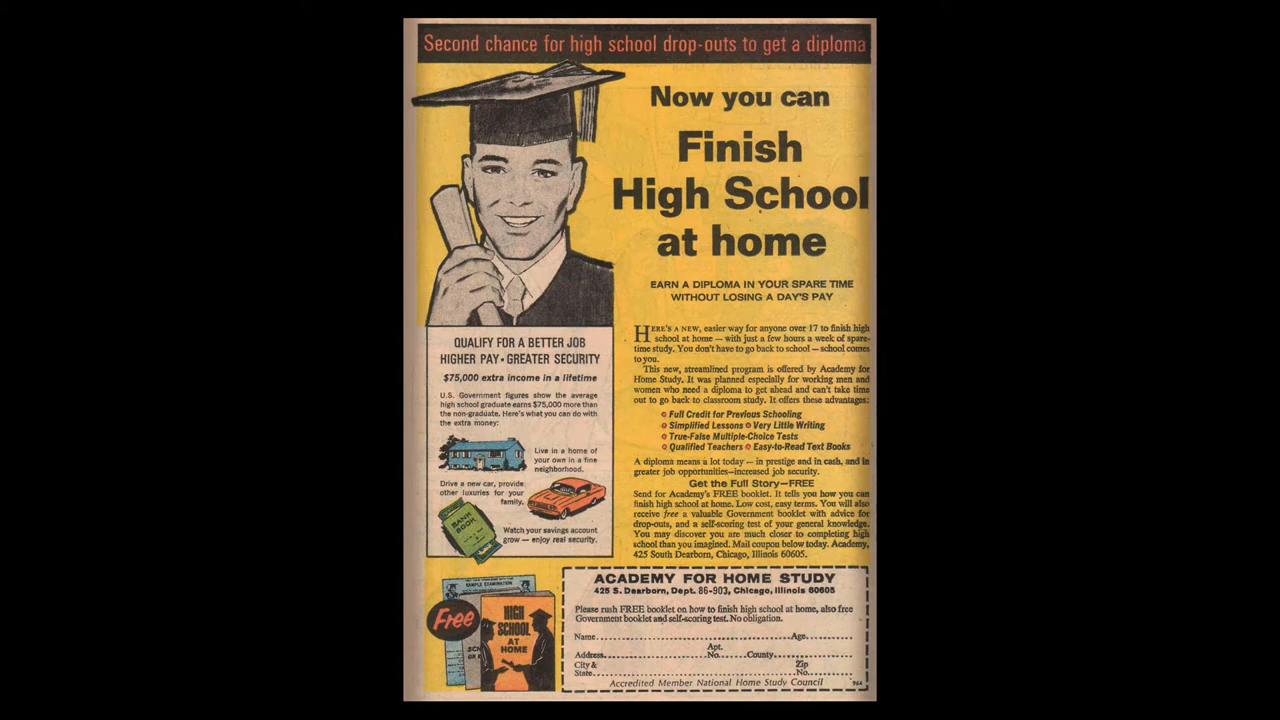 Second chance for high school drop-outs to get a diploma
Now you can
Finish
High School
at home
EARN A DIPLOMA IN YOUR SPARE TIME
WITHOUT LOSING A DAY'S PAY
QUALIFY FOR A BETTER JOB
HIGHER PAY • GREATER SECURITY
$75,000 extra income in a lifetime
U.S. Government figures show the average
high school graduate earns $75,000 more than
the non-graduate. Here's what you can do with
the extra money:
Live in a home of
your own in a fine
neighborhood.
Drive a new car, provide
other luxuries for your
family.
BANK
BOOK
Watch your savings account
grow — enjoy real security.
HERE'S A NEW, easier way for anyone over 17 to finish high
school at home — with just a few hours a week of spare-
time study. You don't have to go back to school — school comes
to you.
This new, streamlined program is offered by Academy for
Home Study. It was planned especially for working men and
women who need a diploma to get ahead and can't take time
out to go back to classroom study. It offers these advantages:
Full Credit for Previous Schooling
Simplified Lessons • Very Little Writing
True-False Multiple-Choice Tests
Qualified Teachers • Easy-to-Read Text Books
A diploma means a lot today — in prestige and in cash, and in
greater job opportunities—increased job security.
Get the Full Story—FREE
Send for Academy's FREE booklet. It tells you how you can
finish high school at home. Low cost, easy terms. You will also
receive free a valuable Government booklet with advice for
drop-outs, and a self-scoring test of your general knowledge.
You may discover you are much closer to completing high
school than you imagined. Mail coupon below today. Academy,
425 South Dearborn, Chicago, Illinois 60605.
SAMPLE EXAMINATION
Free
HIGH
SCHOOL
AT
HOME
ACADEMY FOR HOME STUDY
425 S. Dearborn, Dept. 86-903, Chicago, Illinois 60605
Please rush FREE booklet on how to finish high school at home, also free
Government booklet and self-scoring test. No obligation.
Name Age
Address Apt. No. County
City & State Zip No.
Accredited Member National Home Study Council 964